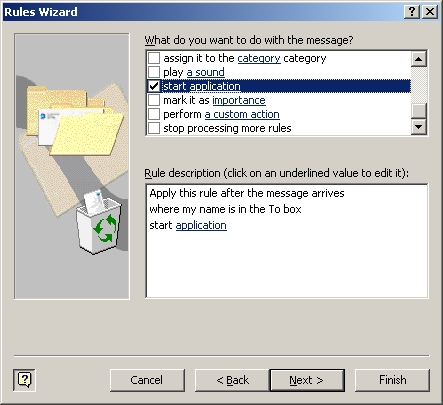 Rules Wizard
What do you want to do with the message?
assign it to the category category
play a sound
start application
mark it as importance
perform a custom action
stop processing more rules
Rule description (click on an underlined value to edit it):
Apply this rule after the message arrives
where my name is in the To box
start application
Cancel
< Back
Next >
Finish